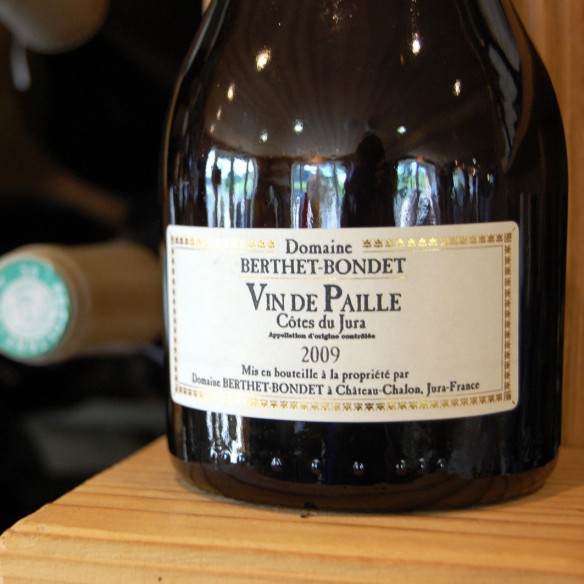 Domaine
BERTHET-BONDET
VIN DE PAILLE
Côtes du Jura
Appellation d'origine contrôlée
2009
Mis en bouteille à la propriété par
Domaine BERTHET-BONDET à Château-Chalon, Jura-France